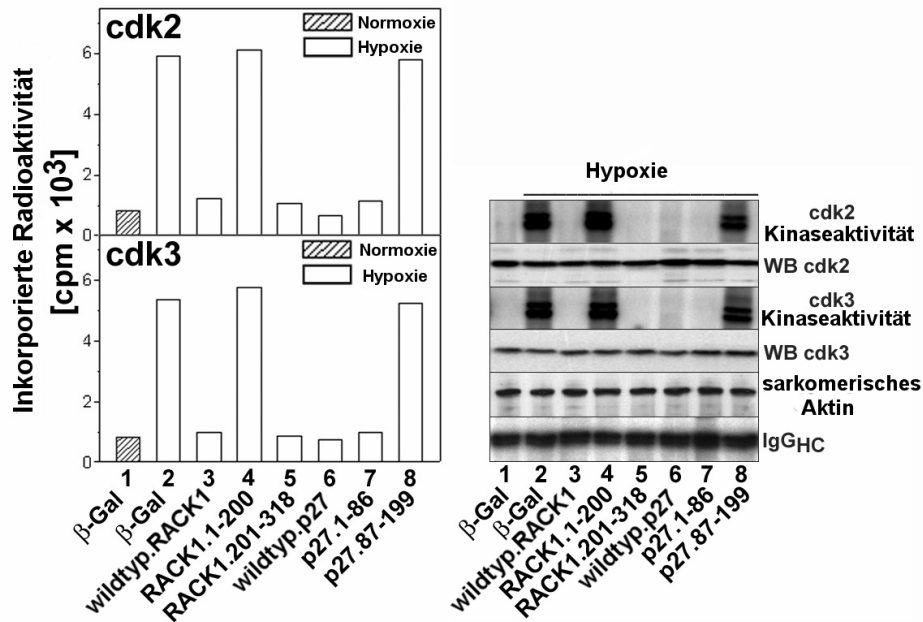 Inkorporierte Radioaktivität
[cpm x 10³]
cdk2
Normoxie
Hypoxie
6
4
2
0
cdk3
Normoxie
Hypoxie
6
4
2
0
1 2 3 4 5 6 7 8
β-Gal
β-Gal
wildtyp.RACK1
RACK1.1-200
RACK1.201-318
wildtyp.p27
p27.1-86
p27.87-199
Hypoxie
cdk2
Kinaseaktivität
WB cdk2
cdk3
Kinaseaktivität
WB cdk3
sarkomerisches
Aktin
IgGHC
1 2 3 4 5 6 7 8
β-Gal
β-Gal
wildtyp.RACK1
RACK1.1-200
RACK1.201-318
wildtyp.p27
p27.1-86
p27.87-199